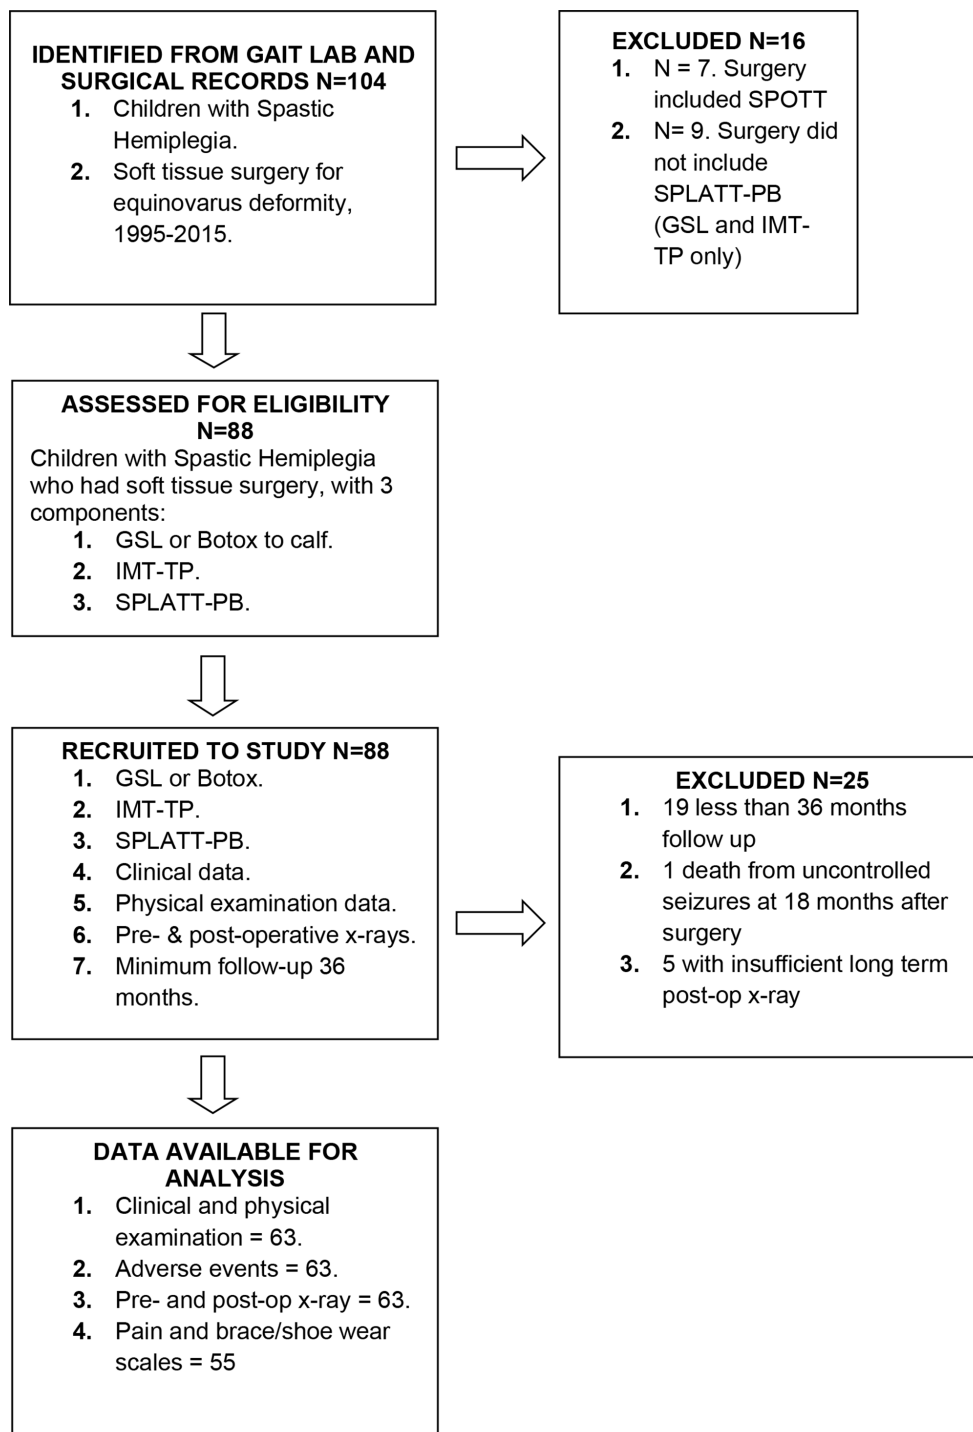 IDENTIFIED FROM GAIT LAB AND
SURGICAL RECORDS N=104
1. Children with Spastic
Hemiplegia.
2. Soft tissue surgery for
equinovarus deformity,
1995-2015.
EXCLUDED N=16
1. N = 7. Surgery
included SPOTT
2. N= 9. Surgery did
not include
SPLATT-PB
(GSL and IMT-
TP only)
ASSESSED FOR ELIGIBILITY
N=88
Children with Spastic Hemiplegia
who had soft tissue surgery, with 3
components:
1. GSL or Botox to calf.
2. IMT-TP.
3. SPLATT-PB.
RECRUITED TO STUDY N=88
1. GSL or Botox.
2. IMT-TP.
3. SPLATT-PB.
4. Clinical data.
5. Physical examination data.
6. Pre- & post-operative x-rays.
7. Minimum follow-up 36
months.
EXCLUDED N=25
1. 19 less than 36 months
follow up
2. 1 death from uncontrolled
seizures at 18 months after
surgery
3. 5 with insufficient long term
post-op x-ray
DATA AVAILABLE FOR
ANALYSIS
1. Clinical and physical
examination = 63.
2. Adverse events = 63.
3. Pre- and post-op x-ray = 63.
4. Pain and brace/shoe wear
scales = 55